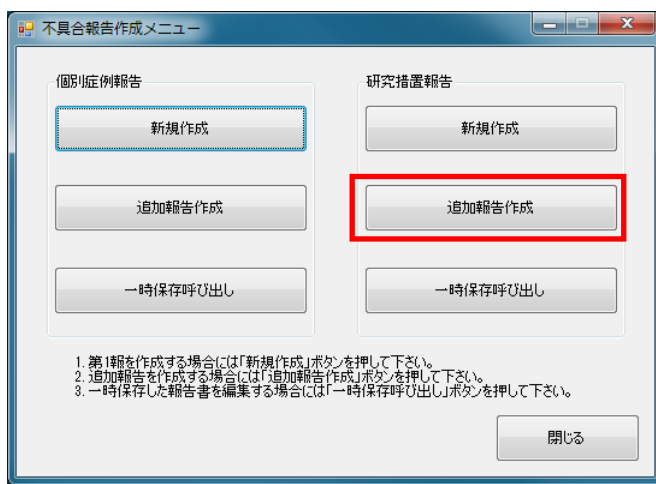 不具合報告作成メニュー
個別症例報告
新規作成
追加報告作成
一時保存呼び出し
研究措置報告
新規作成
追加報告作成
一時保存呼び出し
1. 第1報を作成する場合には「新規作成」ボタンを押して下さい。
2. 追加報告を作成する場合には「追加報告作成」ボタンを押して下さい。
3. 一時保存した報告書を編集する場合には「一時保存呼び出し」ボタンを押して下さい。
閉じる